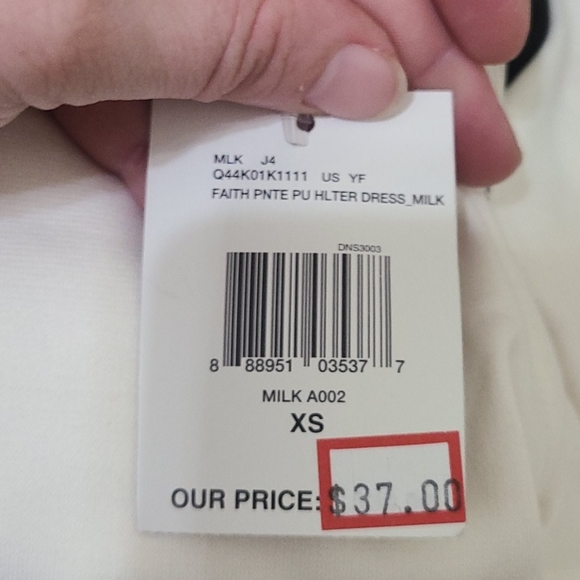 MLK J4
Q44K01K1111 US YF
FAITH PNTE PU HLTER DRESS_MILK
DNS3003
8 88951 03537 7
MILK A002
XS
OUR PRICE: $37.00